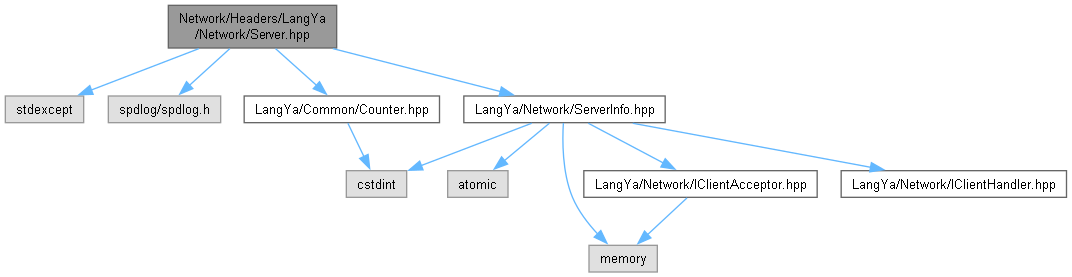 Network/Headers/LangYa
/Network/Server.hpp
stdexcept
spdlog/spdlog.h
LangYa/Common/Counter.hpp
LangYa/Network/ServerInfo.hpp
cstdint
atomic
LangYa/Network/IClientAcceptor.hpp
LangYa/Network/IClientHandler.hpp
memory